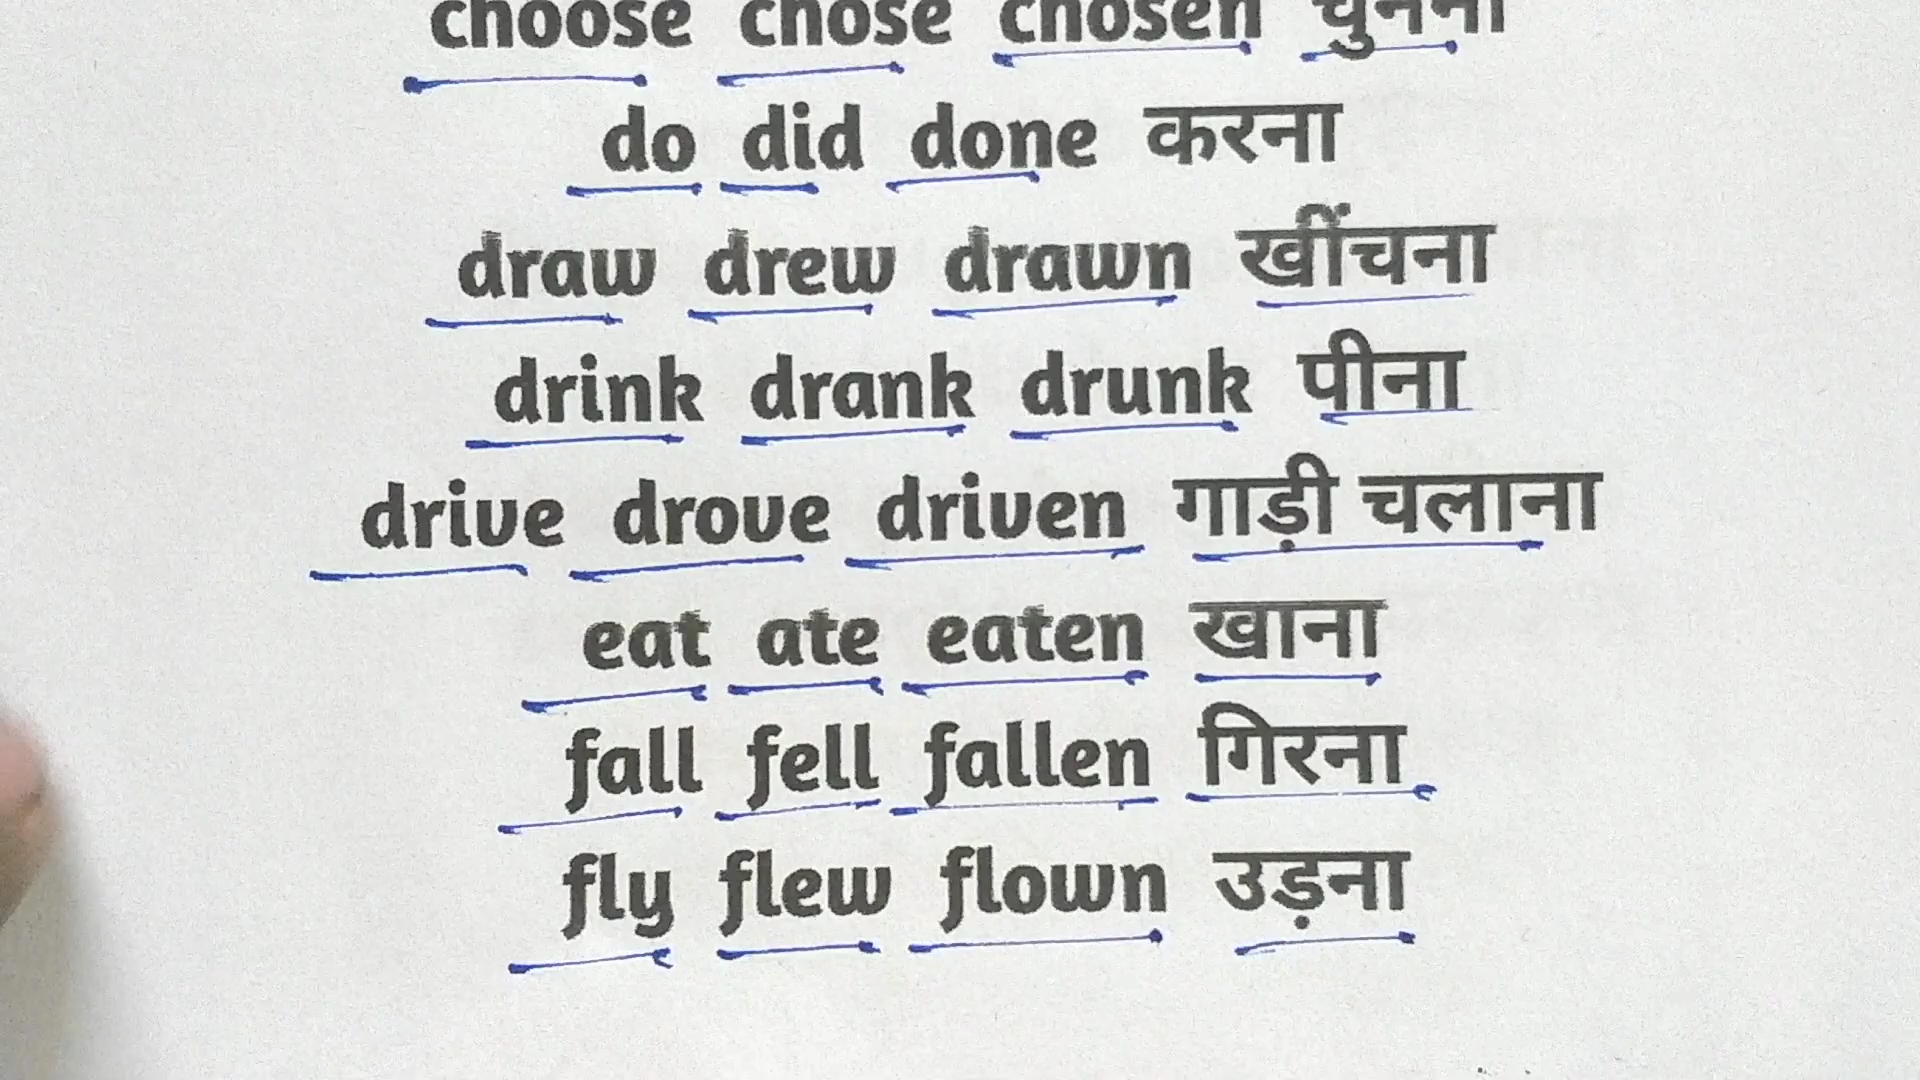 choose chose chosen चुनना
do did done करना
draw drew drawn खींचना
drink drank drunk पीना
drive drove driven गाड़ी चलाना
eat ate eaten खाना
fall fell fallen गिरना
fly flew flown उड़ना